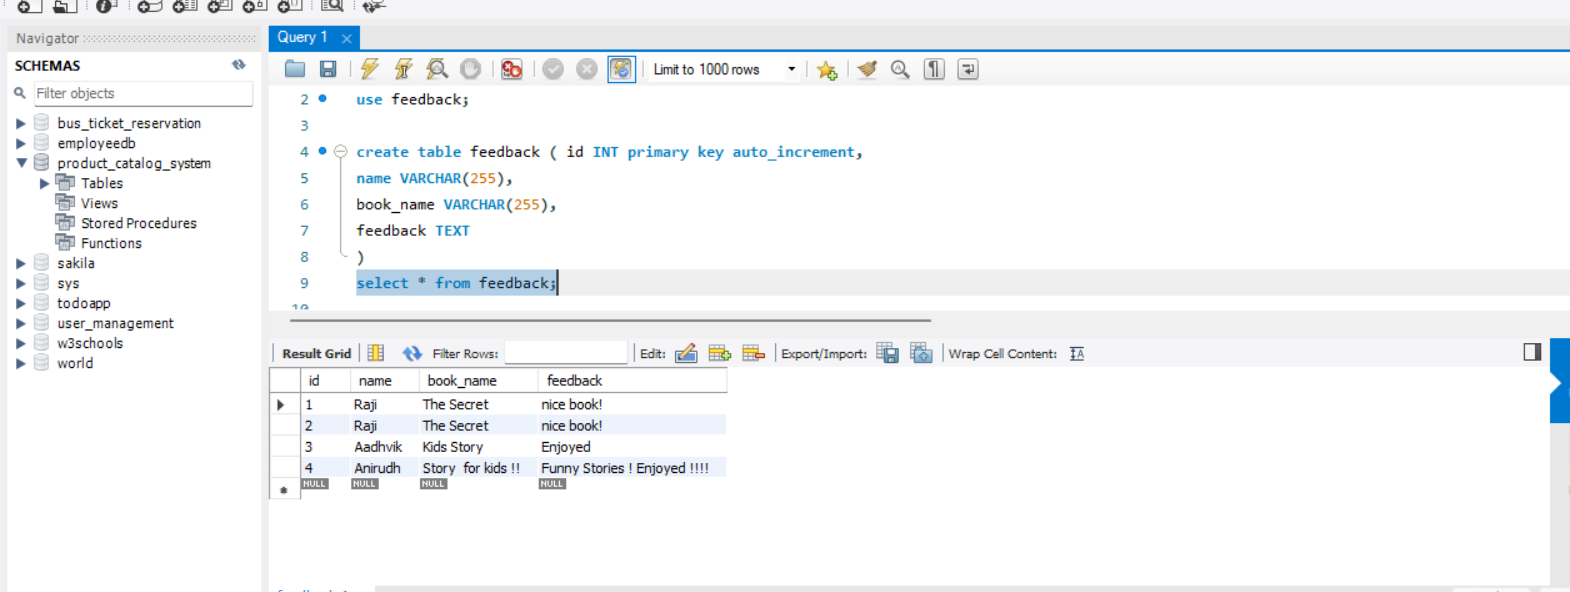 Navigator
SCHEMAS
Filter objects
bus_ticket_reservation
employeedb
product_catalog_system
Tables
Views
Stored Procedures
Functions
sakila
sys
todoapp
user_management
w3schools
world
Query 1
Limit to 1000 rows
2 use feedback;
3
4 create table feedback ( id INT primary key auto_increment,
5 name VARCHAR(255),
6 book_name VARCHAR(255),
7 feedback TEXT
8 )
9 select * from feedback;
10
Result Grid Filter Rows: Edit: Export/Import: Wrap Cell Content: IA
id name book_name feedback
1 Raji The Secret nice book!
2 Raji The Secret nice book!
3 Aadhvik Kids Story Enjoyed
4 Anirudh Story  for kids !! Funny Stories ! Enjoyed !!!!
NULL NULL NULL NULL